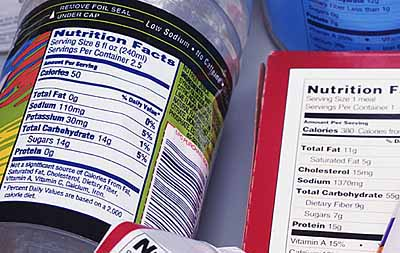 REMOVE FOIL SEAL
UNDER CAP
Low Sodium • No Caffeine
Nutrition Facts
Serving Size 8 fl oz (240ml)
Servings Per Container 2.5
Amount Per Serving
Calories 50
% Daily Value*
Total Fat 0g 0%
Sodium 110mg 5%
Potassium 30mg 1%
Total Carbohydrate 14g 5%
Sugars 14g
Protein 0g
Not a significant source of Calories From Fat,
Saturated Fat, Cholesterol, Dietary Fiber,
Vitamin A, Vitamin C, Calcium, Iron
* Percent Daily Values are based on a 2,000
calorie diet.
Dietary Fiber Less than 1g
Sugars
Protein
Nutrition F
Serving Size 1 meal
Servings Per Container
Amount Per Serving
Calories 380 Calories from
Total Fat 11g
Saturated Fat 5g
Cholesterol 15mg
Sodium 1370mg
Total Carbohydrate 55g
Dietary Fiber 9g
Sugars 7g
Protein 15g
Vitamin A 15%